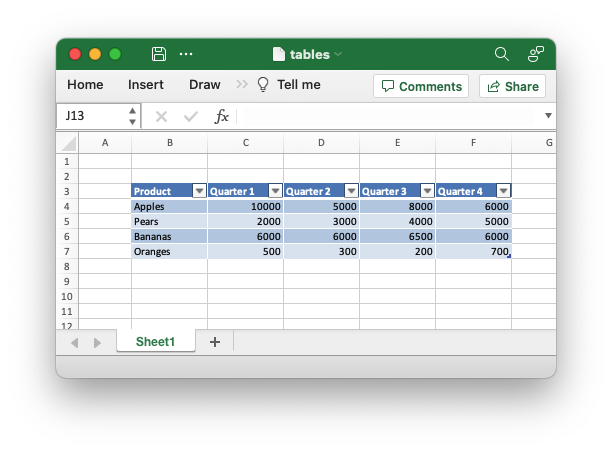 tables
Home Insert Draw Tell me Comments Share
J13 fx
A B C D E F G
1
2
3 Product Quarter 1 Quarter 2 Quarter 3 Quarter 4
4 Apples 10000 5000 8000 6000
5 Pears 2000 3000 4000 5000
6 Bananas 6000 6000 6500 6000
7 Oranges 500 300 200 700
8
9
10
11
12
Sheet1 +